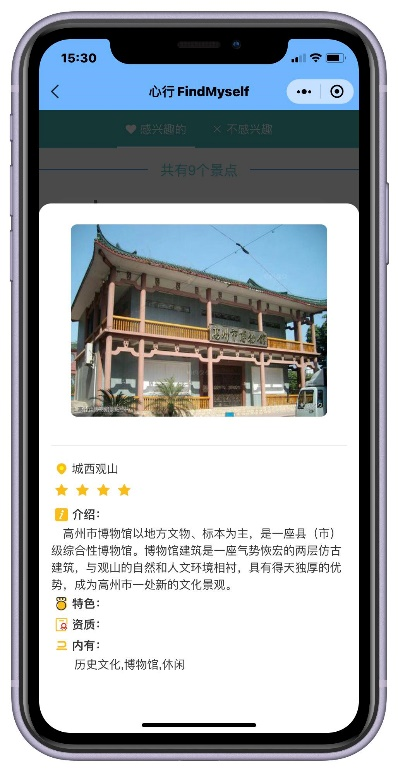 15:30
心行 FindMyself
感兴趣的
× 不感兴趣
共有9个景点
高州市博物馆
城西观山
介绍：
高州市博物馆以地方文物、标本为主，是一座县（市）
级综合性博物馆。博物馆建筑是一座气势恢宏的两层仿古
建筑，与观山的自然和人文环境相衬，具有得天独厚的优
势，成为高州市一处新的文化景观。
特色：
资质：
内有：
历史文化,博物馆,休闲